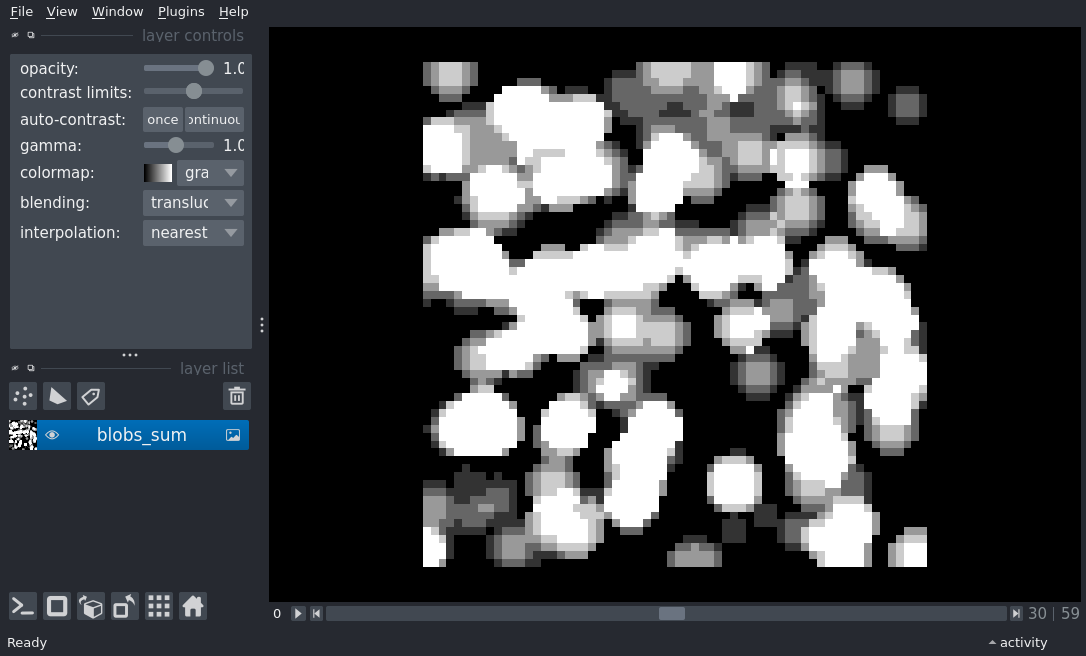 File View Window Plugins Help
layer controls
opacity: 1.0
contrast limits:
auto-contrast: once ontinuou
gamma: 1.0
colormap: gra
blending: transluc
interpolation: nearest
layer list
blobs_sum
0 30 59
Ready activity